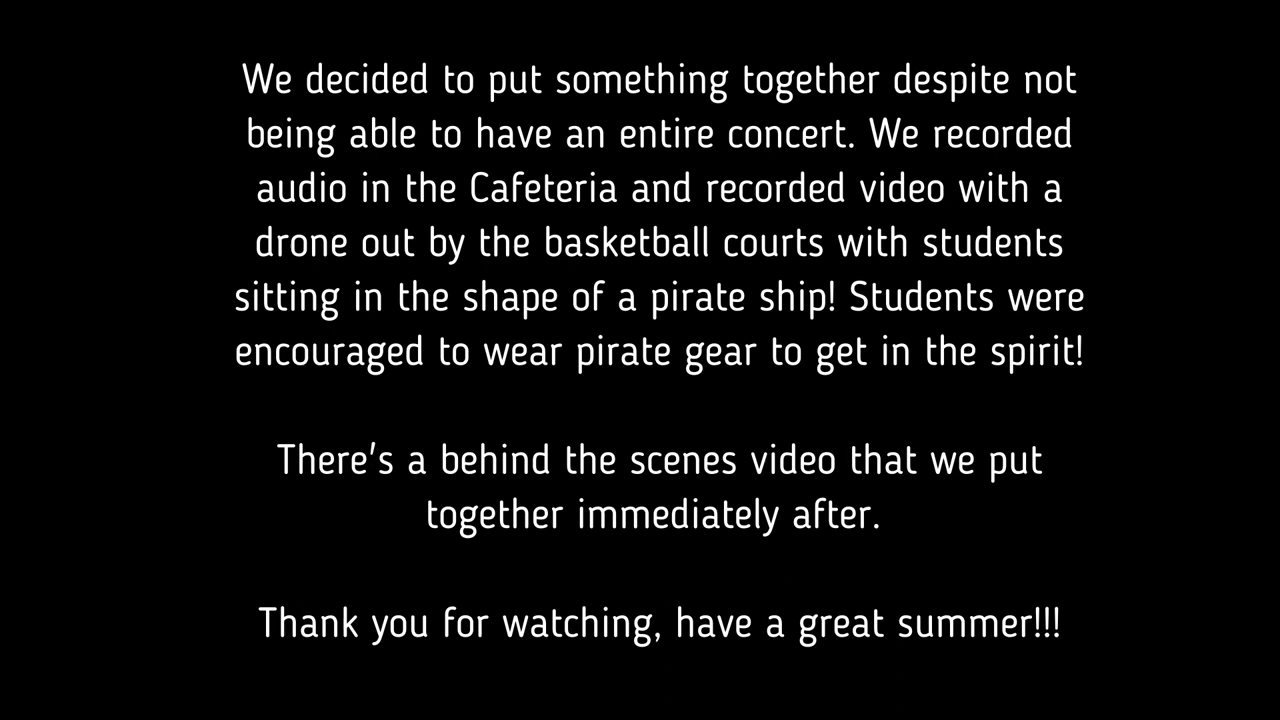 We decided to put something together despite not
being able to have an entire concert. We recorded
audio in the Cafeteria and recorded video with a
drone out by the basketball courts with students
sitting in the shape of a pirate ship! Students were
encouraged to wear pirate gear to get in the spirit!
There's a behind the scenes video that we put
together immediately after.
Thank you for watching, have a great summer!!!